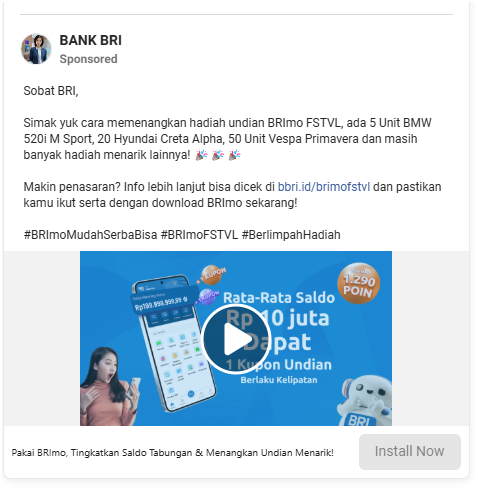 BANK BRI
Sponsored
Sobat BRI,
Simak yuk cara memenangkan hadiah undian BRImo FSTVL, ada 5 Unit BMW
520i M Sport, 20 Hyundai Creta Alpha, 50 Unit Vespa Primavera dan masih
banyak hadiah menarik lainnya! 🎉 🎉 🎉
Makin penasaran? Info lebih lanjut bisa dicek di bbri.id/brimofstvl dan pastikan
kamu ikut serta dengan download BRImo sekarang!
#BRImoMudahSerbaBisa #BRImoFSTVL #BerlimpahHadiah
KUPON
1.290
POIN
Rp199.999.999,99
Rata-Rata Saldo
Rp 10 juta
Dapat
1 Kupon Undian
Berlaku Kelipatan
BRI
Pakai BRImo, Tingkatkan Saldo Tabungan & Menangkan Undian Menarik!
Install Now